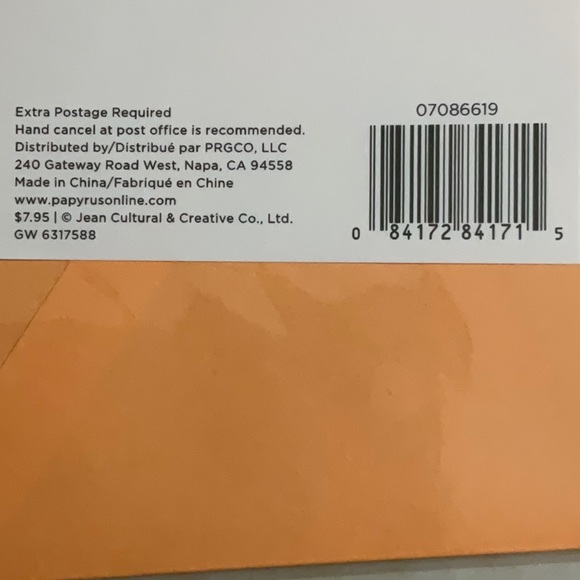 Extra Postage Required
Hand cancel at post office is recommended.
Distributed by/Distribué par PRGCO, LLC
240 Gateway Road West, Napa, CA 94558
Made in China/Fabriqué en Chine
www.papyrusonline.com
$7.95 | © Jean Cultural & Creative Co., Ltd.
GW 6317588
07086619
0 84172 84171 5